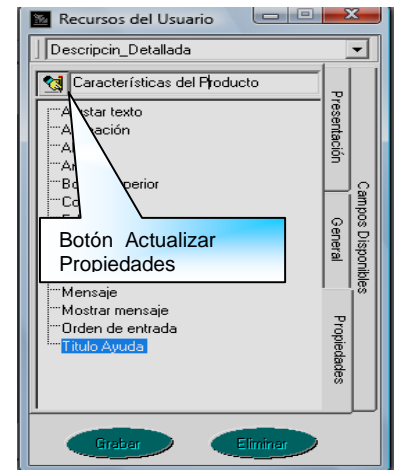 Recursos del Usuario
Descripcin_Detallada
Características del Producto
Presentación
Campos Disponibles
General
Propiedades
Botón Actualizar
Propiedades
Mensaje
Mostrar mensaje
Orden de entrada
Titulo Ayuda
Grabar
Eliminar